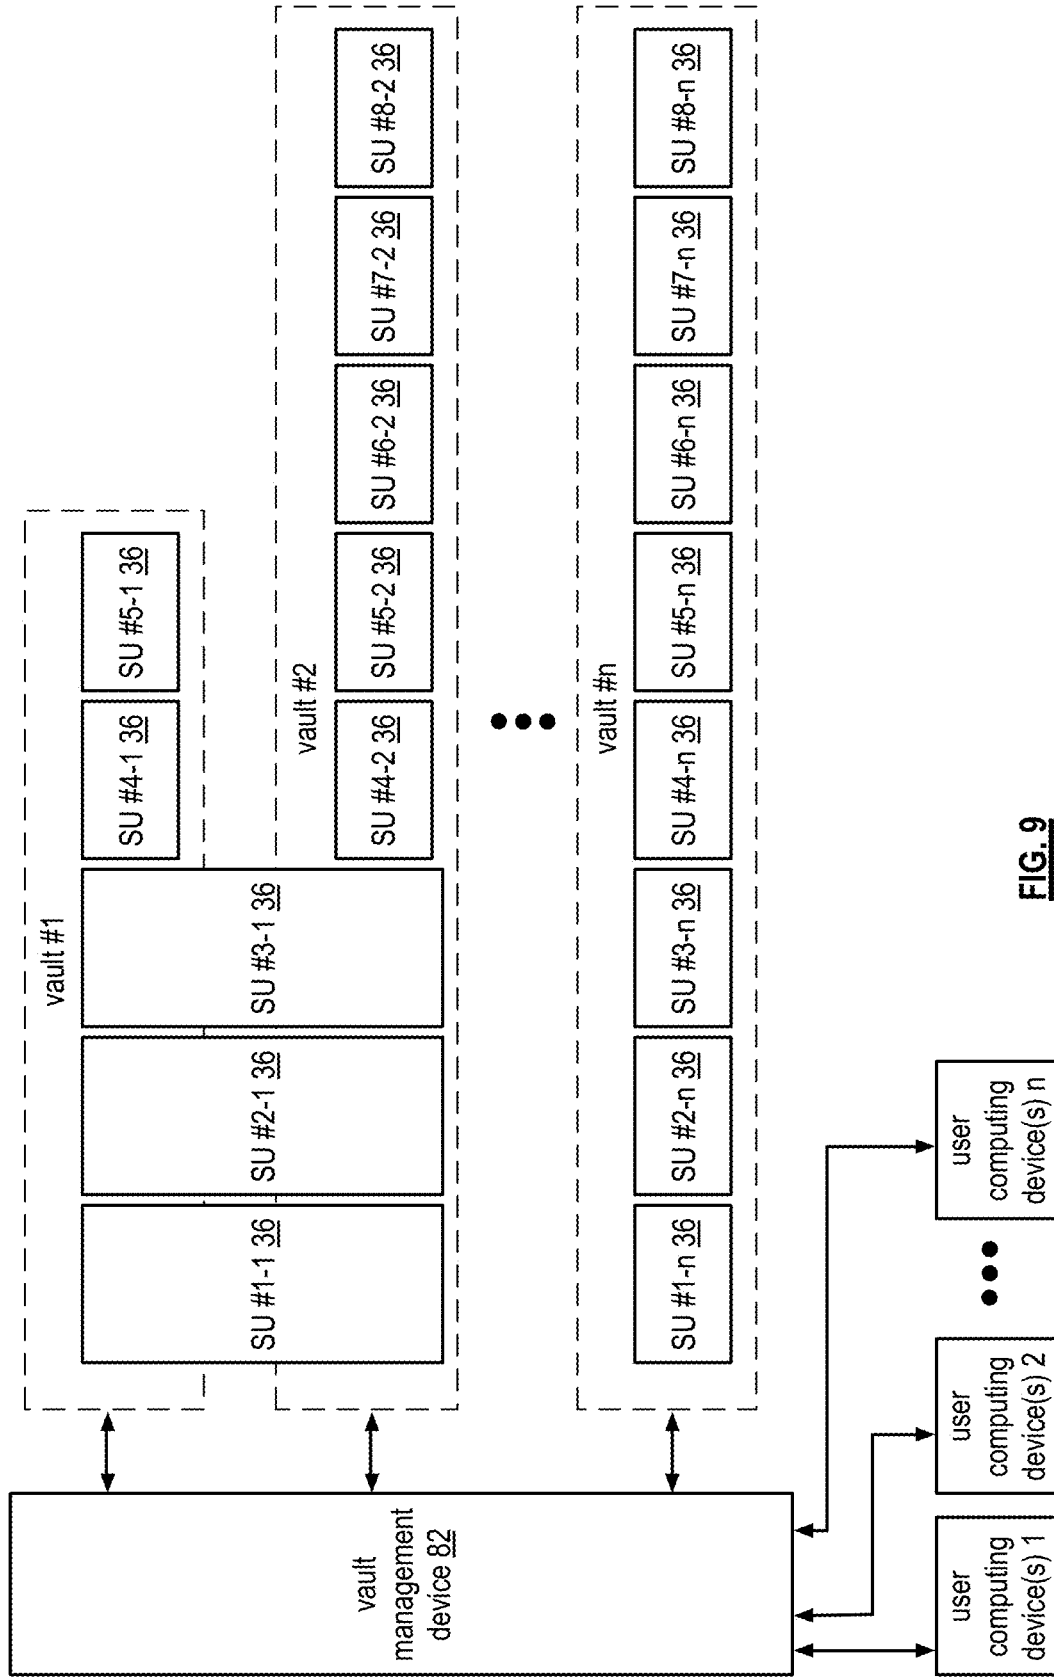 vault #1
SU #1-1 36
SU #2-1 36
SU #3-1 36
SU #4-1 36
SU #5-1 36
vault #2
SU #4-2 36
SU #5-2 36
SU #6-2 36
SU #7-2 36
SU #8-2 36
vault #n
SU #1-n 36
SU #2-n 36
SU #3-n 36
SU #4-n 36
SU #5-n 36
SU #6-n 36
SU #7-n 36
SU #8-n 36
vault
management
device 82
user
computing
device(s) 1
user
computing
device(s) 2
user
computing
device(s) n
FIG. 9